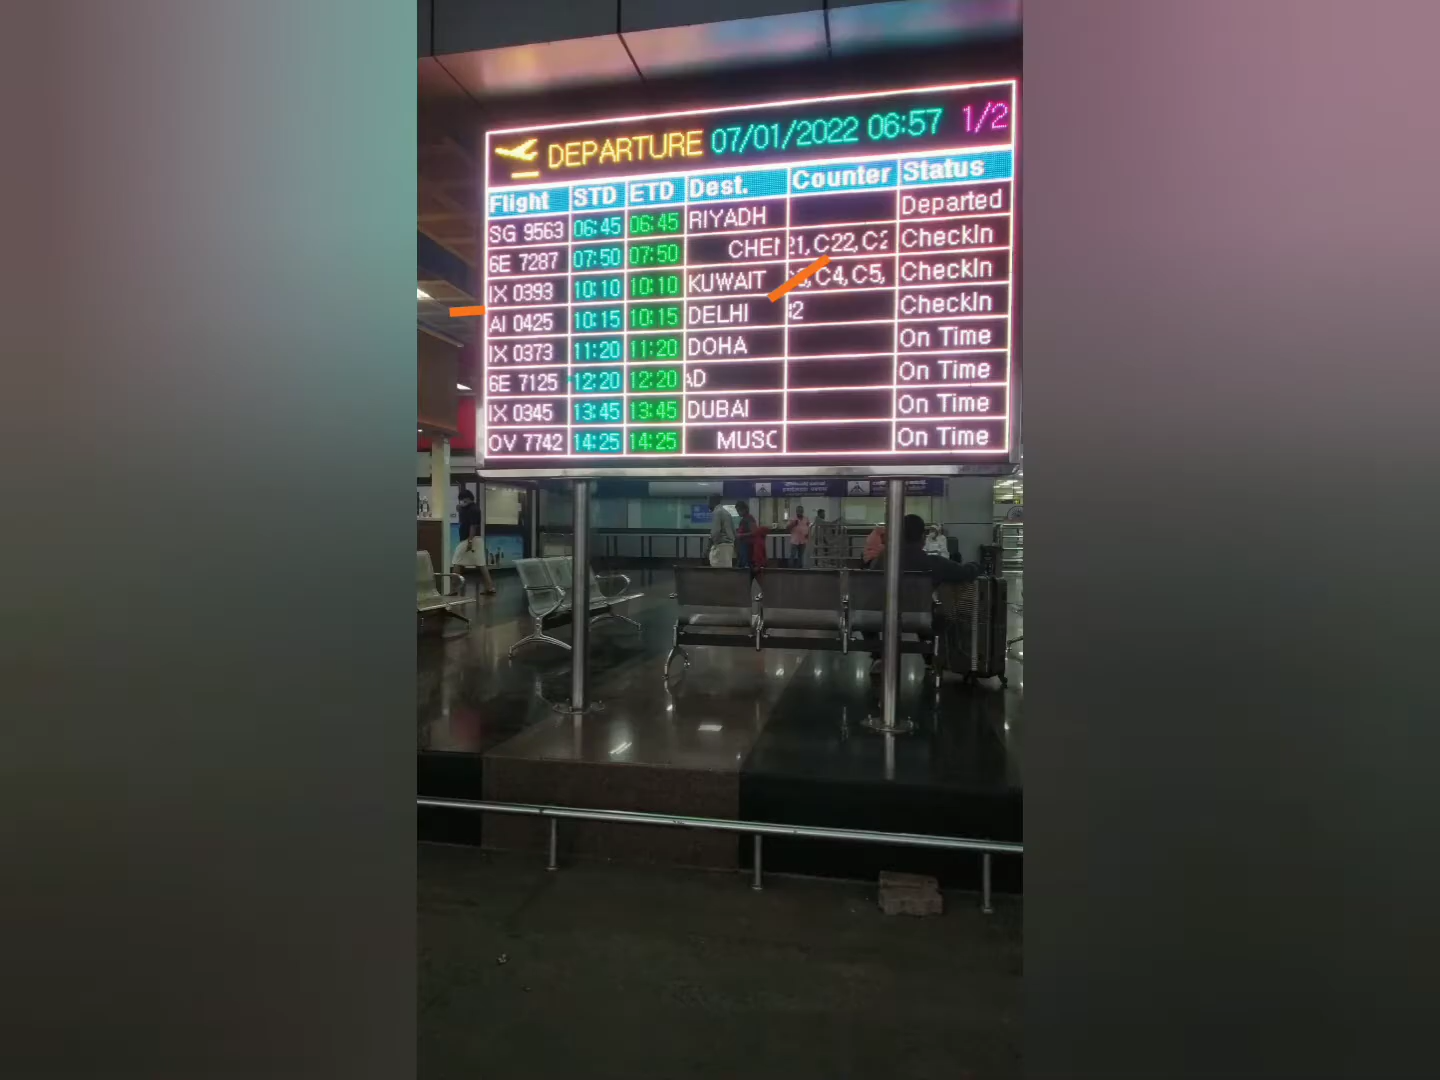 DEPARTURE 07/01/2022 06:57 1/2
Flight STD ETD Dest. Counter Status
SG 9563 06:45 06:45 RIYADH Departed
6E 7287 07:50 07:50 CHE 21, C22, C2 CheckIn
IX 0393 10:10 10:10 KUWAIT C4, C5, CheckIn
AI 0425 10:15 10:15 DELHI 2 CheckIn
IX 0373 11:20 11:20 DOHA On Time
6E 7125 12:20 12:20 AD On Time
IX 0345 13:45 13:45 DUBAI On Time
OV 7742 14:25 14:25 MUSC On Time